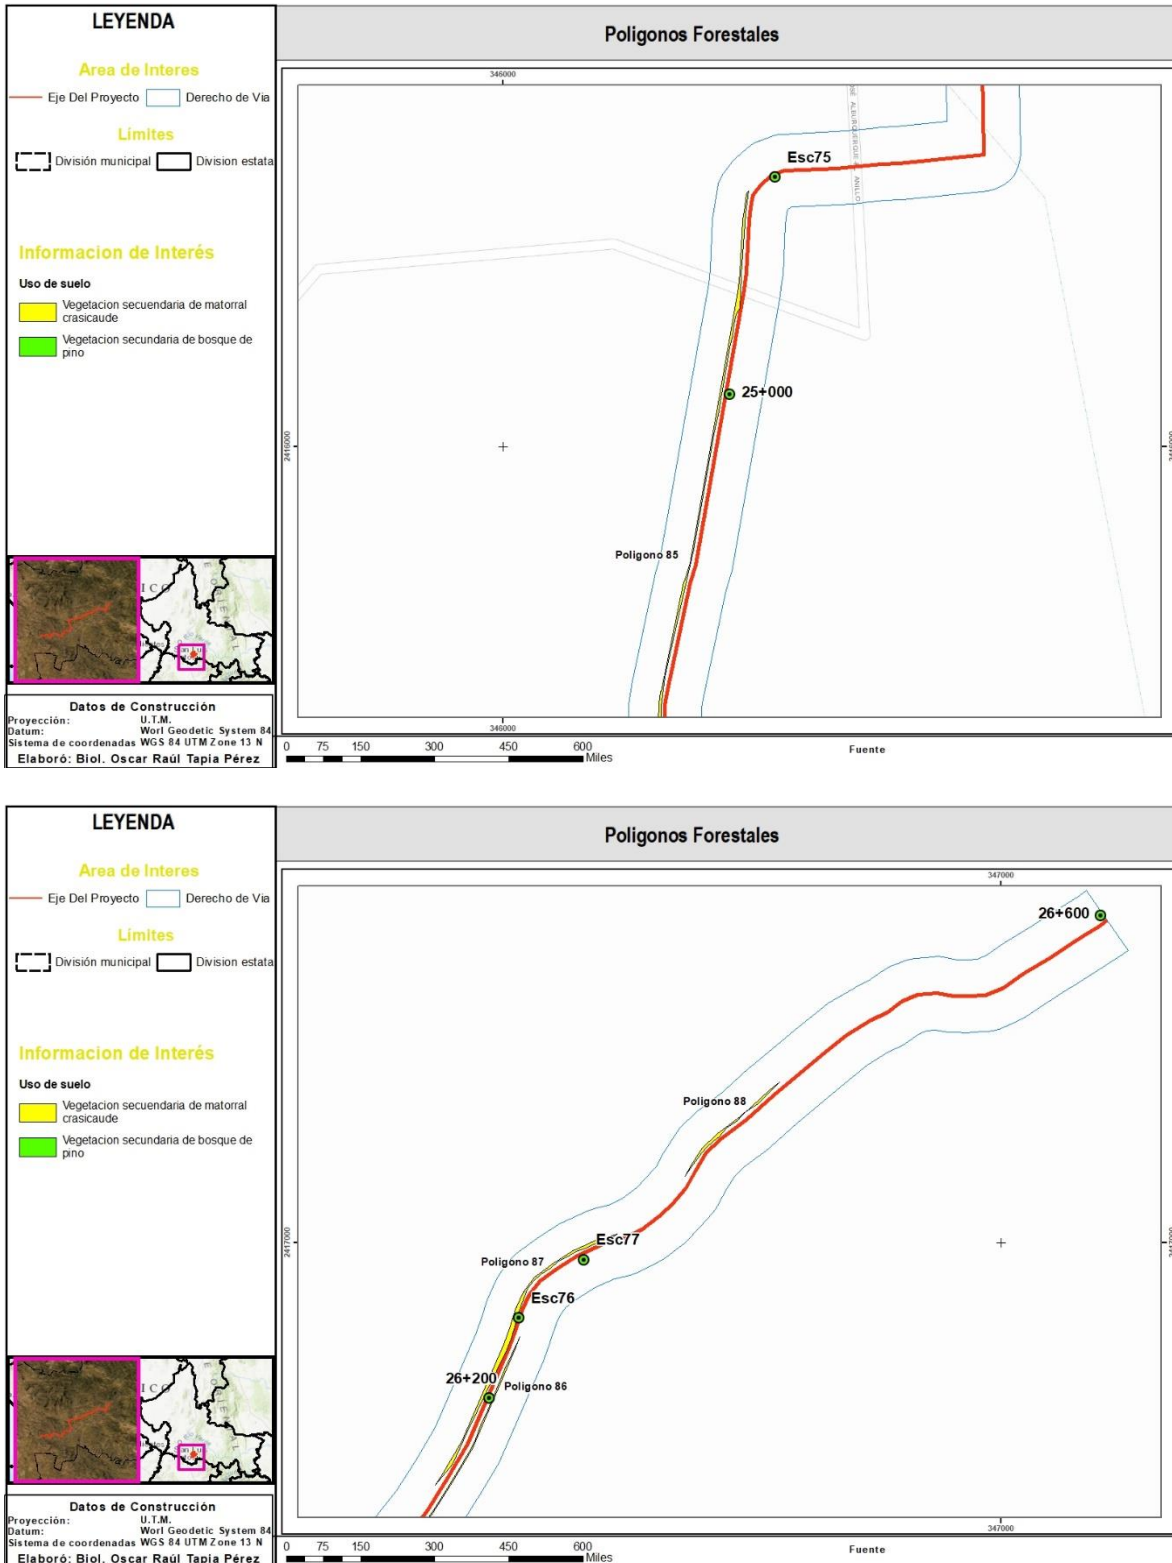 LEYENDA
Area de Interes
Eje Del Proyecto
Derecho de Via
Limites
División municipal
Division estata
Informacion de Interés
Uso de suelo
Vegetacion secuendaria de matorral
crasicaude
Vegetacion secundaria de bosque de
pino
Datos de Construcción
Proyección: U.T.M.
Datum: Worl Geodetic System 84
Sistema de coordenadas WGS 84 UTM Zone 13 N
Elaboró: Biol. Oscar Raúl Tapia Pérez
Poligonos Forestales
346000
Esc75
25+000
2416000
Poligono 85
346000
0 75 150 300 450 600
Miles
Fuente
LEYENDA
Area de Interes
Eje Del Proyecto
Derecho de Via
Limites
División municipal
Division estata
Informacion de Interés
Uso de suelo
Vegetacion secuendaria de matorral
crasicaude
Vegetacion secundaria de bosque de
pino
Datos de Construcción
Proyección: U.T.M.
Datum: Worl Geodetic System 84
Sistema de coordenadas WGS 84 UTM Zone 13 N
Elaboró: Biol. Oscar Raúl Tapia Pérez
Poligonos Forestales
347000
26+600
Poligono 88
2417000
2417000
Esc77
Poligono 87
Esc76
26+200
Poligono 86
347000
0 75 150 300 450 600
Miles
Fuente